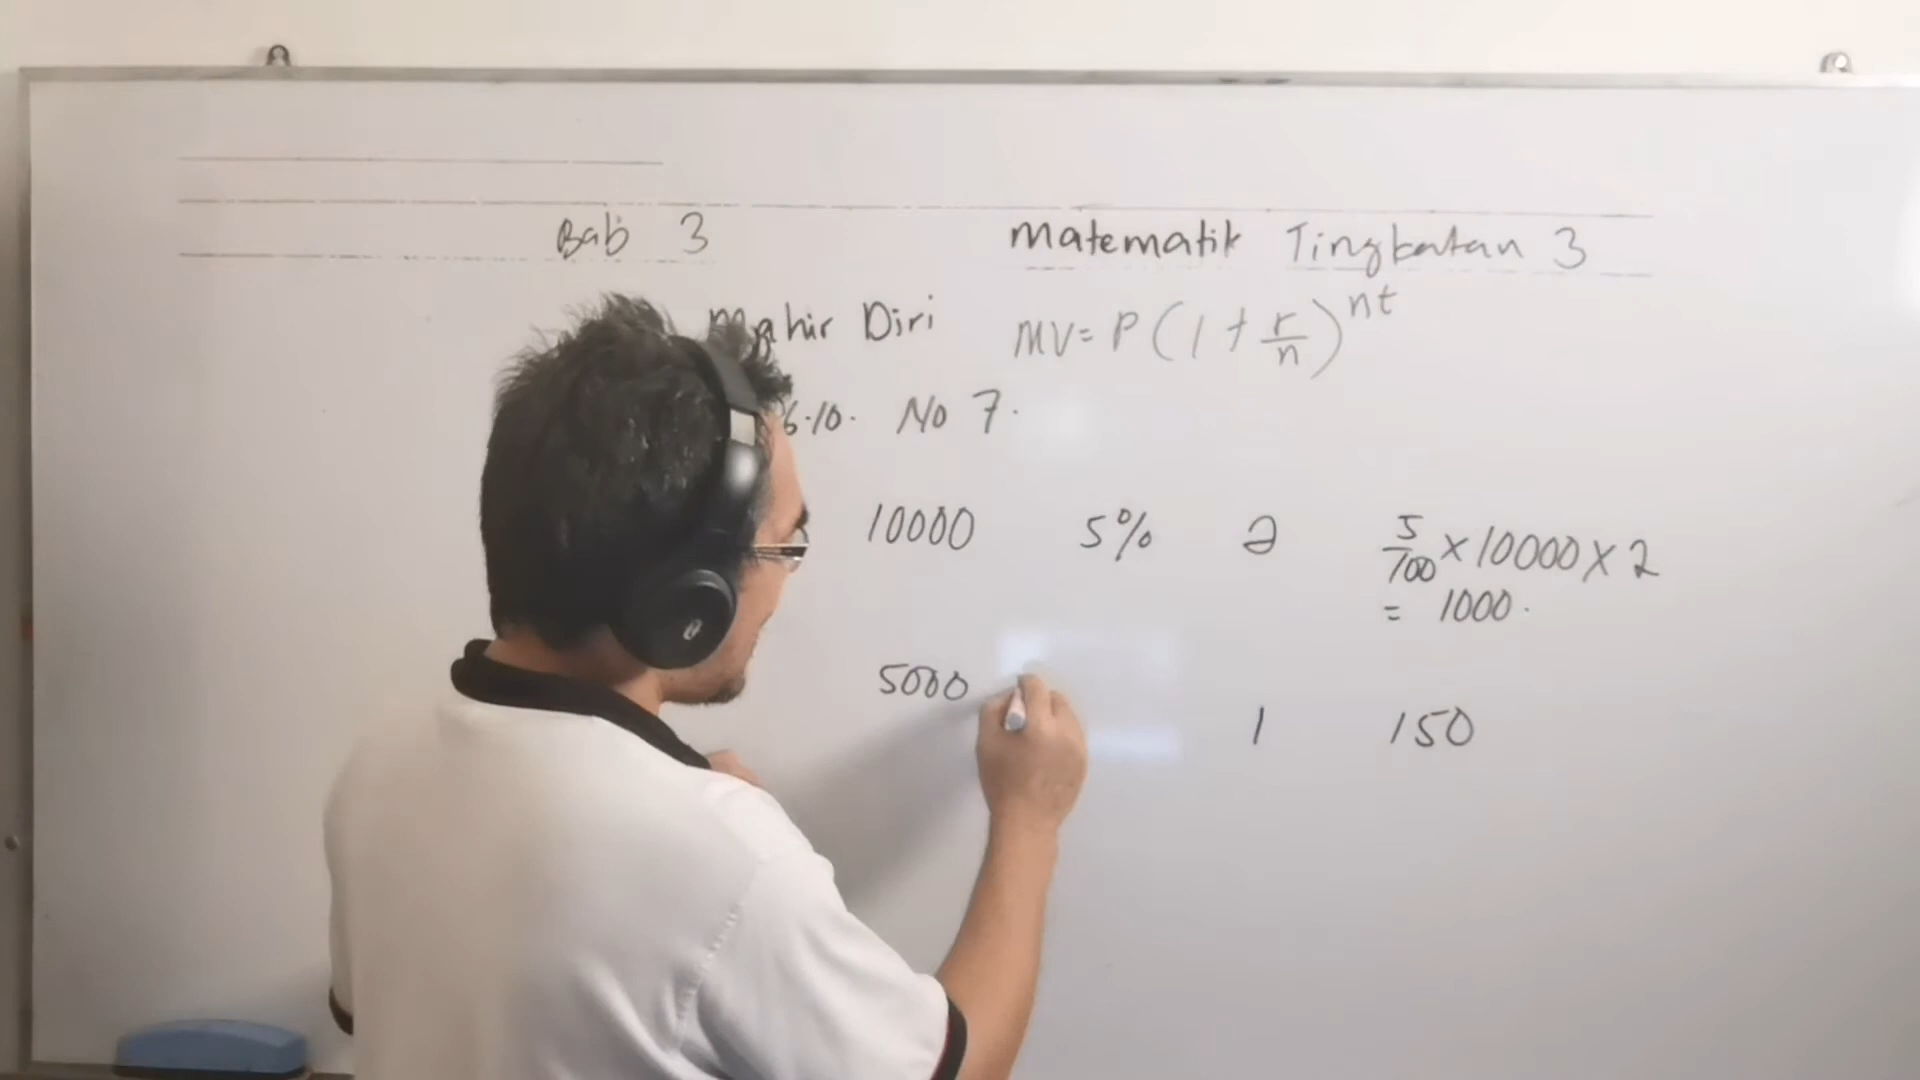 Bab 3 Matematik Tingkatan 3
Mahir Diri MV = P(1 + r/n)^nt
6.10. No 7.
10000 5% 2 5/100 × 10000 × 2
= 1000.
5000 1 150